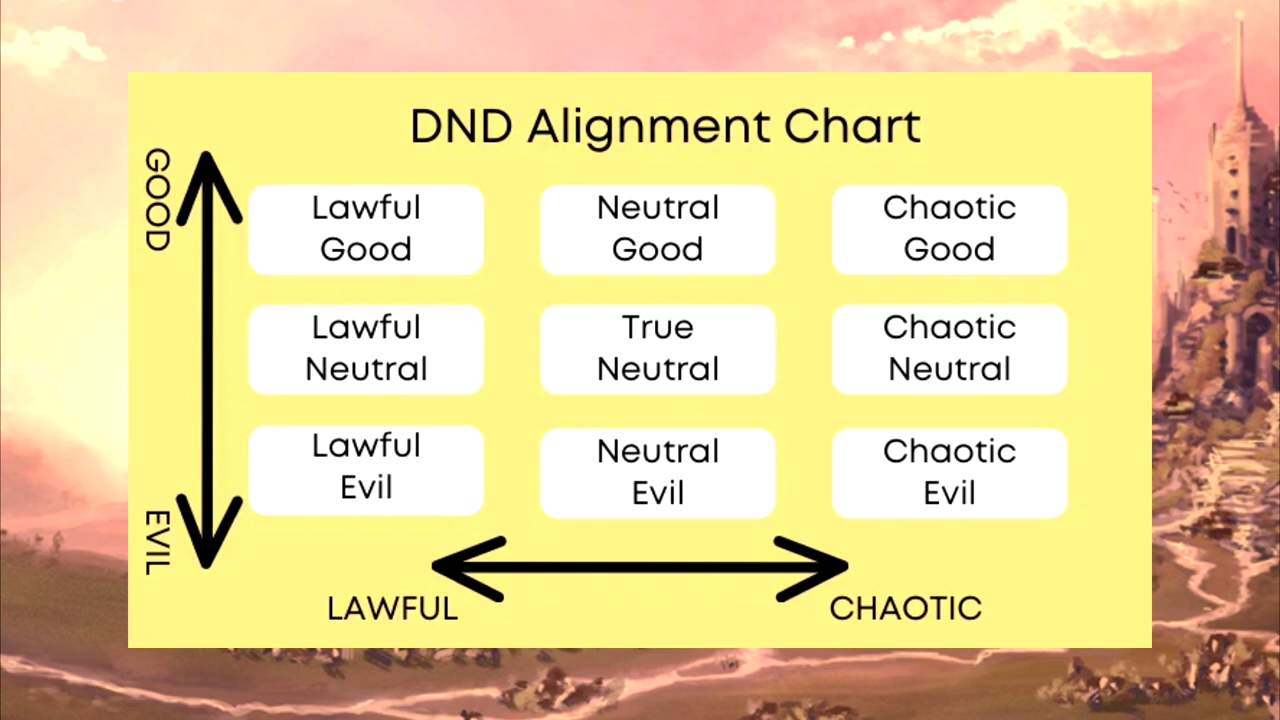 DND Alignment Chart
GOOD
Lawful
Good
Neutral
Good
Chaotic
Good
Lawful
Neutral
True
Neutral
Chaotic
Neutral
Lawful
Evil
Neutral
Evil
Chaotic
Evil
EVIL
LAWFUL
CHAOTIC